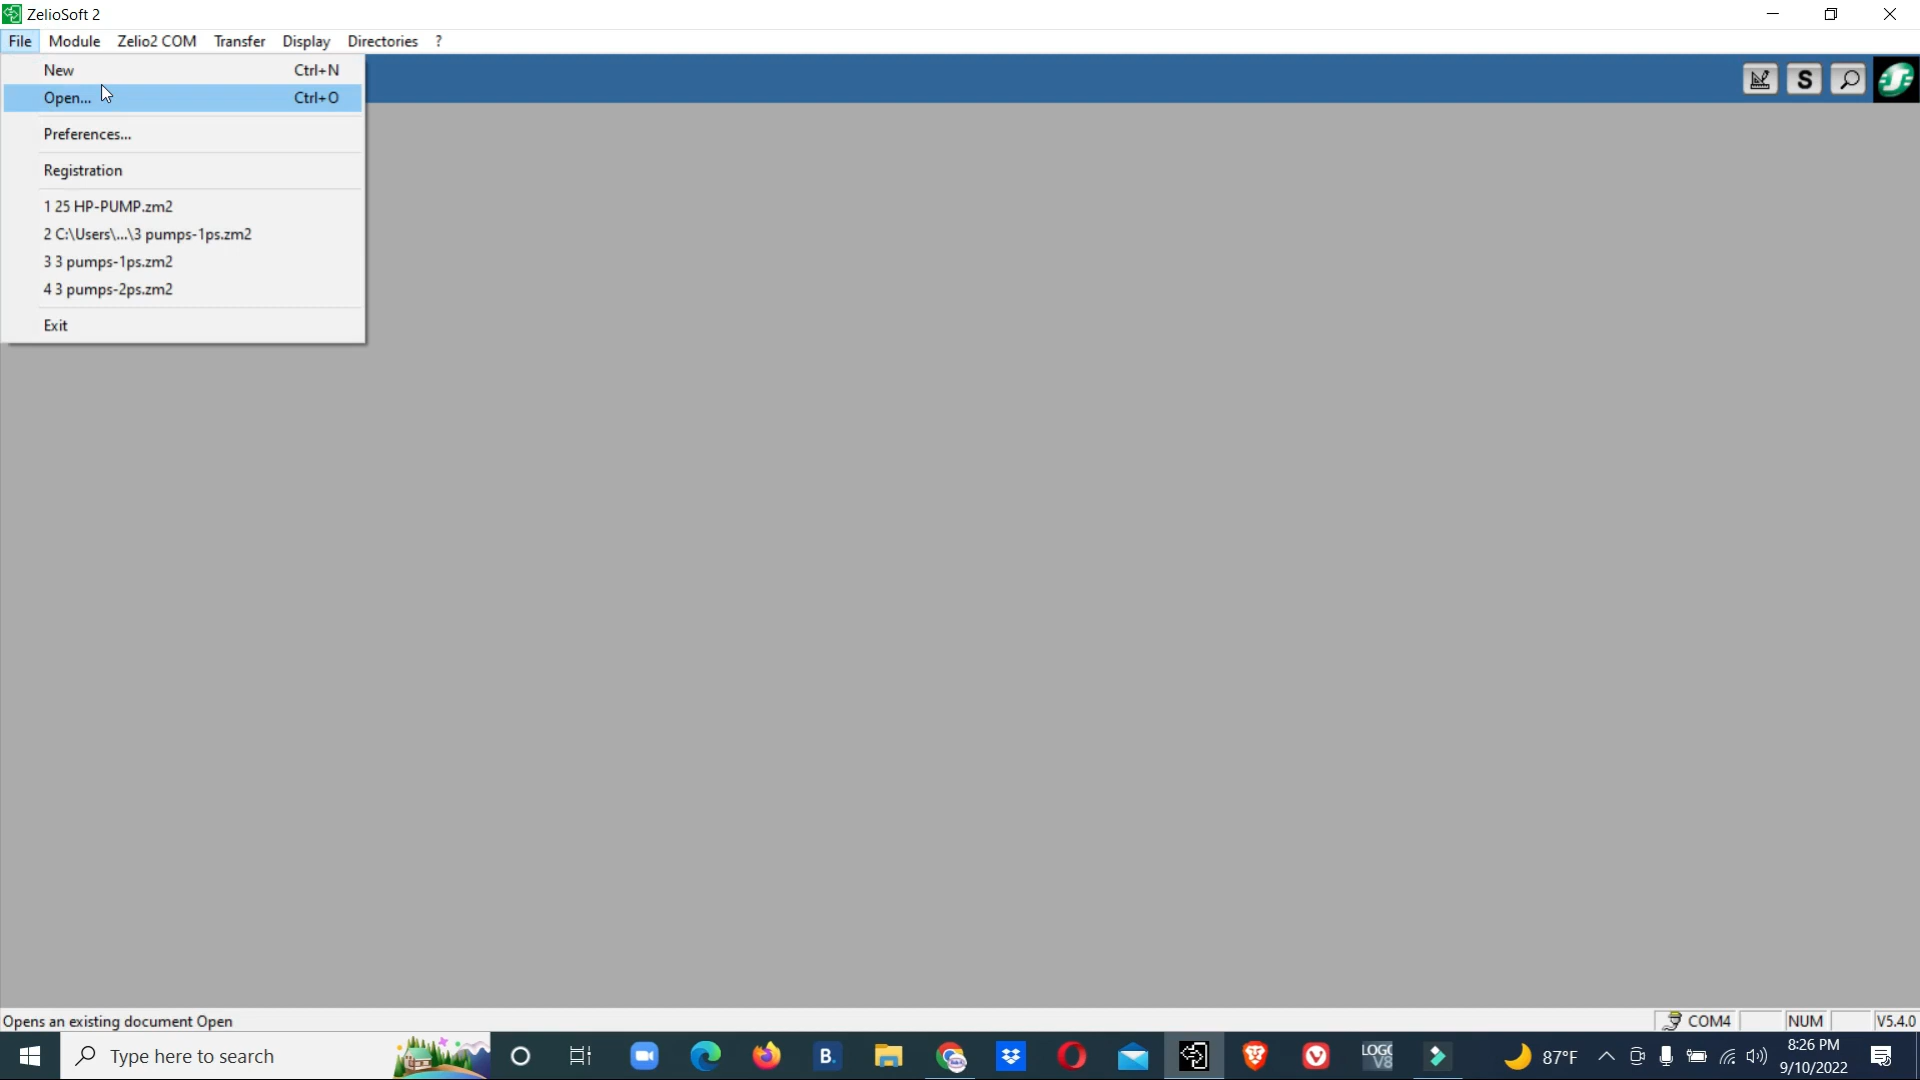 ZelioSoft 2
File Module Zelio2 COM Transfer Display Directories ?
New Ctrl+N
Open... Ctrl+O
Preferences...
Registration
1 25 HP-PUMP.zm2
2 C:\Users\...\3 pumps-1ps.zm2
3 3 pumps-1ps.zm2
4 3 pumps-2ps.zm2
Exit
S
Opens an existing document Open
COM4 NUM V5.4.0
Type here to search
B.
LOGO
V8
87°F
8:26 PM
9/10/2022